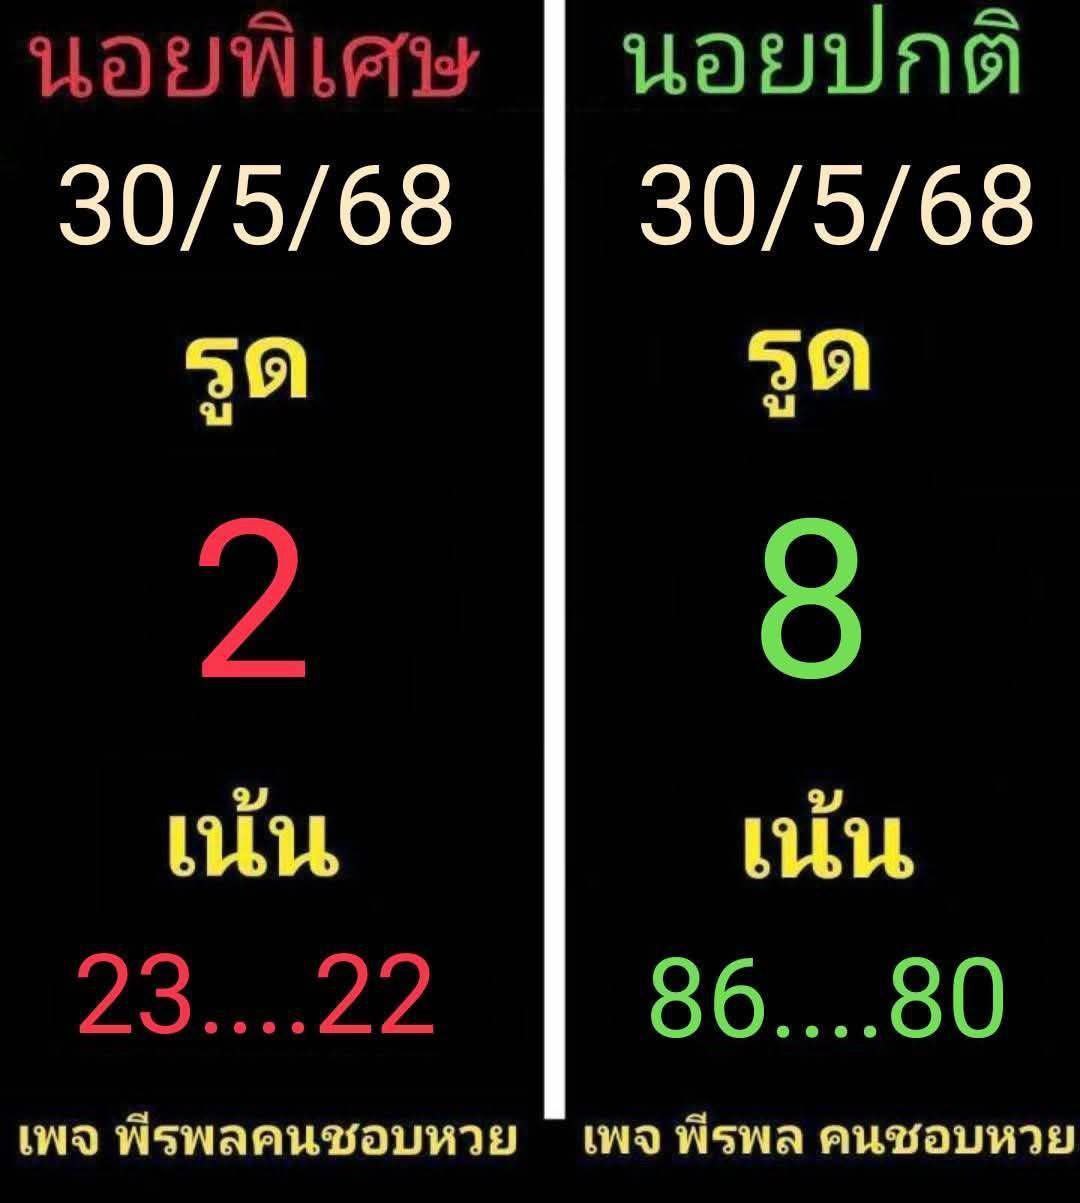 นอยพิเศษ
30/5/68
รูด
2
เน้น
23....22
เพจ พีรพลคนชอบหวย
นอยปกติ
30/5/68
รูด
8
เน้น
86....80
เพจ พีรพล คนชอบหวย